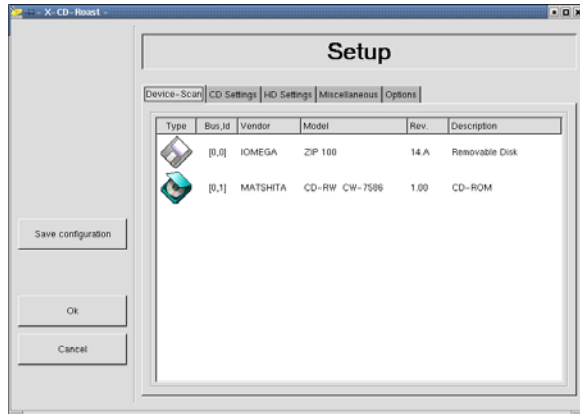 - X-CD-Roast -
Setup
Device-Scan CD Settings HD Settings Miscellaneous Options
Type Bus,Id Vendor Model Rev. Description
[0,0] IOMEGA ZIP 100 14.A Removable Disk
[0,1] MATSHITA CD-RW CW-7586 1.00 CD-ROM
Save configuration
Ok
Cancel